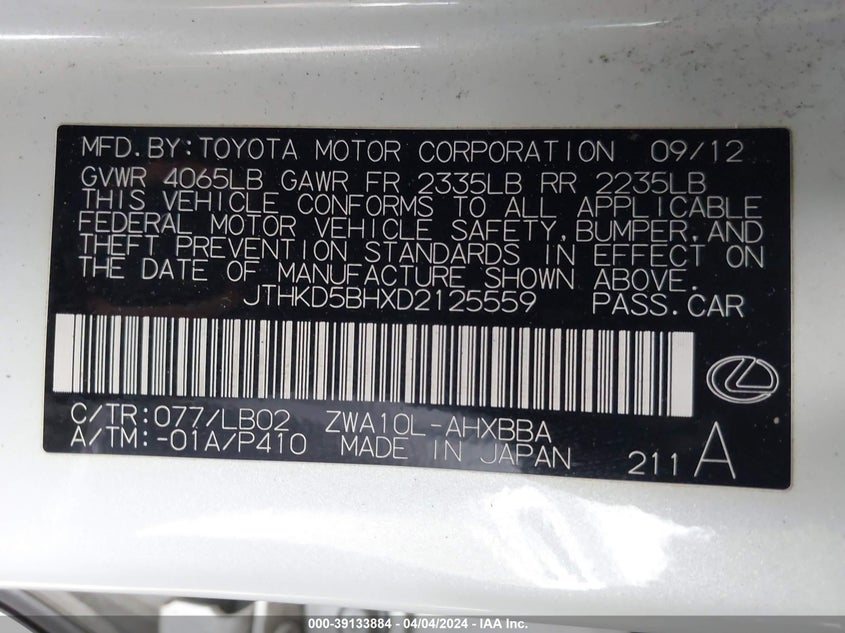 MFD.BY:TOYOTA MOTOR CORPORATION 09/12
GVWR 4065LB GAWR FR 2335LB RR 2235LB
THIS VEHICLE CONFORMS TO ALL APPLICABLE
FEDERAL MOTOR VEHICLE SAFETY,BUMPER,AND
THEFT PREVENTION STANDARDS IN EFFECT ON
THE DATE OF MANUFACTURE SHOWN ABOVE.
JTHKD5BHXD2125559 PASS.CAR
C/TR:077/LB02 ZWA10L-AHXBBA
A/TM:-01A/P410 MADE IN JAPAN 211 A
000-39133884 - 04/04/2024 - IAA Inc.